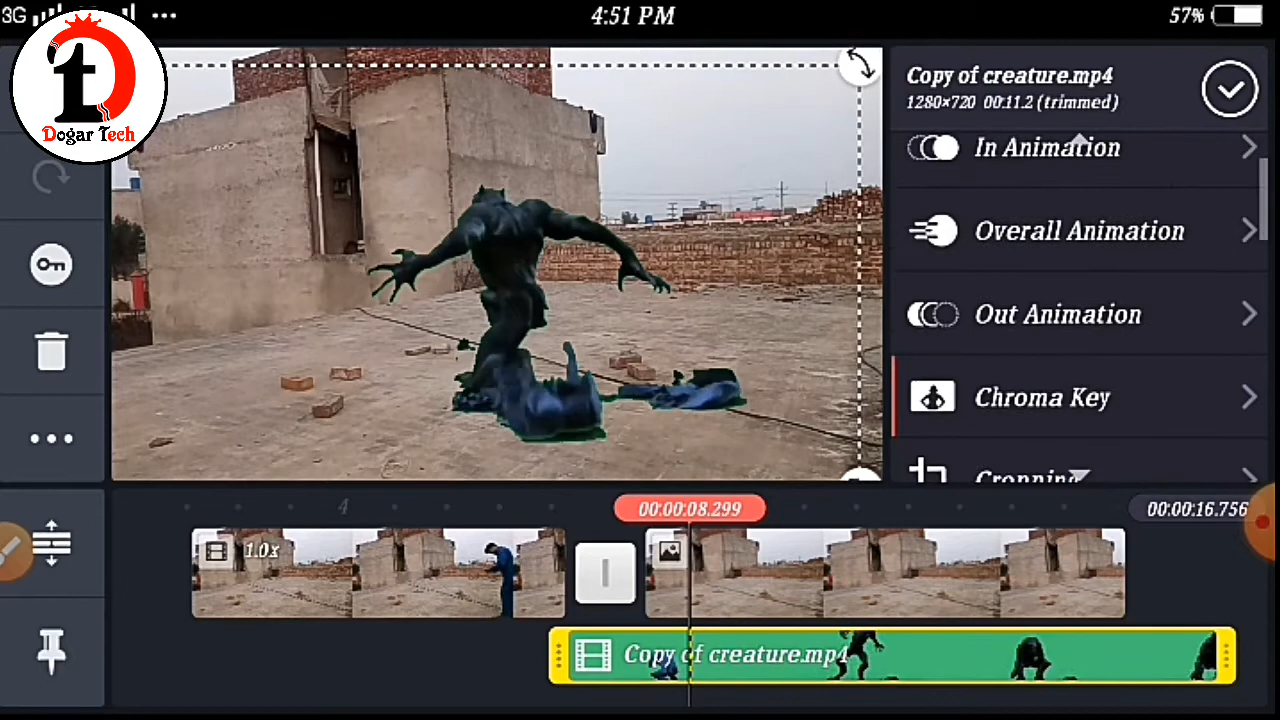 3G
4:51 PM
57%
Dogar Tech
Copy of creature.mp4
1280×720 00:11.2 (trimmed)
In Animation
Overall Animation
Out Animation
Chroma Key
Cropping
4
00:00:08.299
00:00:16.756
1.0x
Copy of creature.mp4